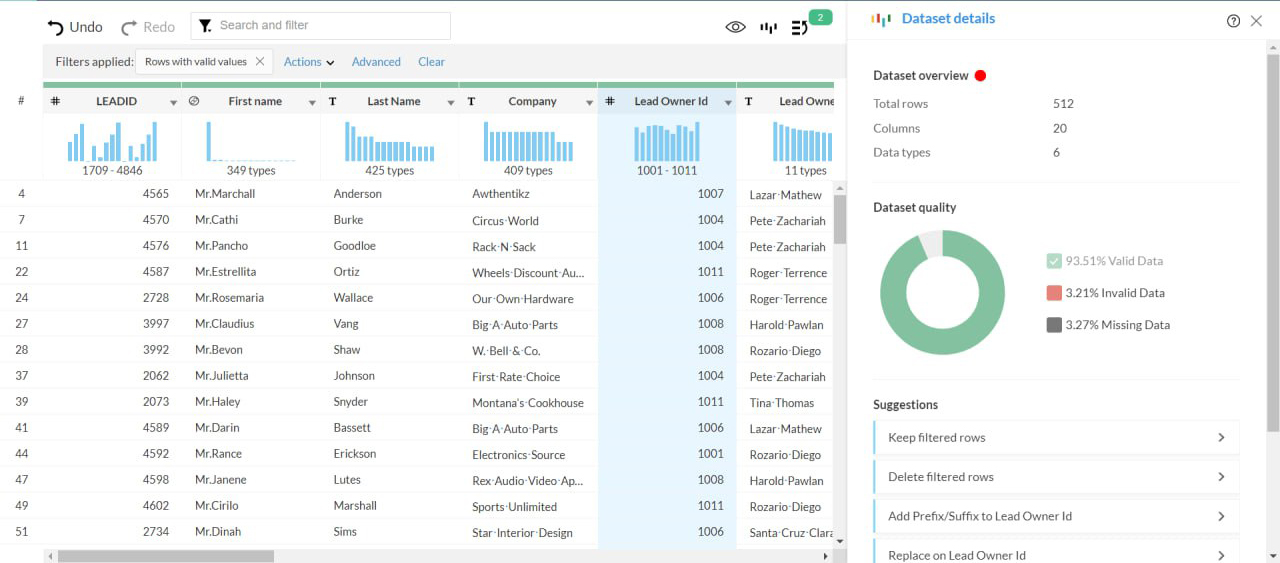 Undo Redo Search and filter 2
Filters applied: Rows with valid values Actions Advanced Clear
# # LEADID First name T Last Name T Company # Lead Owner Id T Lead Owne
1709 - 4846 349 types 425 types 409 types 1001 - 1011 11 types
4 4565 Mr.Marchall Anderson Awthentikz 1007 Lazar·Mathew
7 4570 Mr.Cathi Burke Circus·World 1004 Pete·Zachariah
11 4576 Mr.Pancho Goodloe Rack·N·Sack 1004 Pete·Zachariah
22 4587 Mr.Estrellita Ortiz Wheels·Discount·Au... 1011 Roger·Terrence
24 2728 Mr.Rosemaria Wallace Our·Own·Hardware 1006 Roger·Terrence
27 3997 Mr.Claudius Vang Big·A·Auto·Parts 1008 Harold·Pawlan
28 3992 Mr.Bevon Shaw W.·Bell·&·Co. 1008 Rozario·Diego
37 2062 Mr.Julietta Johnson First·Rate·Choice 1004 Pete·Zachariah
39 2073 Mr.Haley Snyder Montana's·Cookhouse 1011 Tina·Thomas
41 4589 Mr.Darin Bassett Big·A·Auto·Parts 1006 Lazar·Mathew
44 4592 Mr.Rance Erickson Electronics·Source 1001 Rozario·Diego
47 4598 Mr.Janene Lutes Rex·Audio·Video·Ap... 1008 Harold·Pawlan
49 4602 Mr.Cirilo Marshall Sports·Unlimited 1011 Rozario·Diego
51 2734 Mr.Dinah Sims Star·Interior·Design 1006 Santa·Cruz·Clara
Dataset details
Dataset overview
Total rows 512
Columns 20
Data types 6
Dataset quality
93.51% Valid Data
3.21% Invalid Data
3.27% Missing Data
Suggestions
Keep filtered rows
Delete filtered rows
Add Prefix/Suffix to Lead Owner Id
Replace on Lead Owner Id